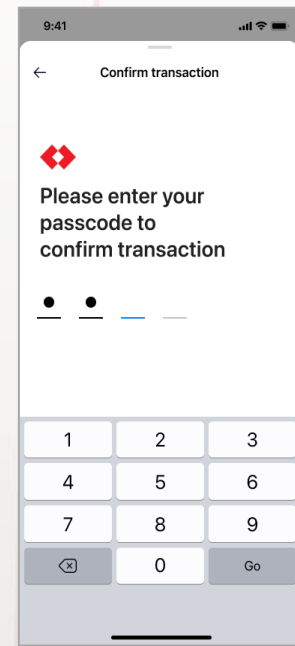 9:41
Confirm transaction
Please enter your
passcode to
confirm transaction
1 2 3
4 5 6
7 8 9
0 Go